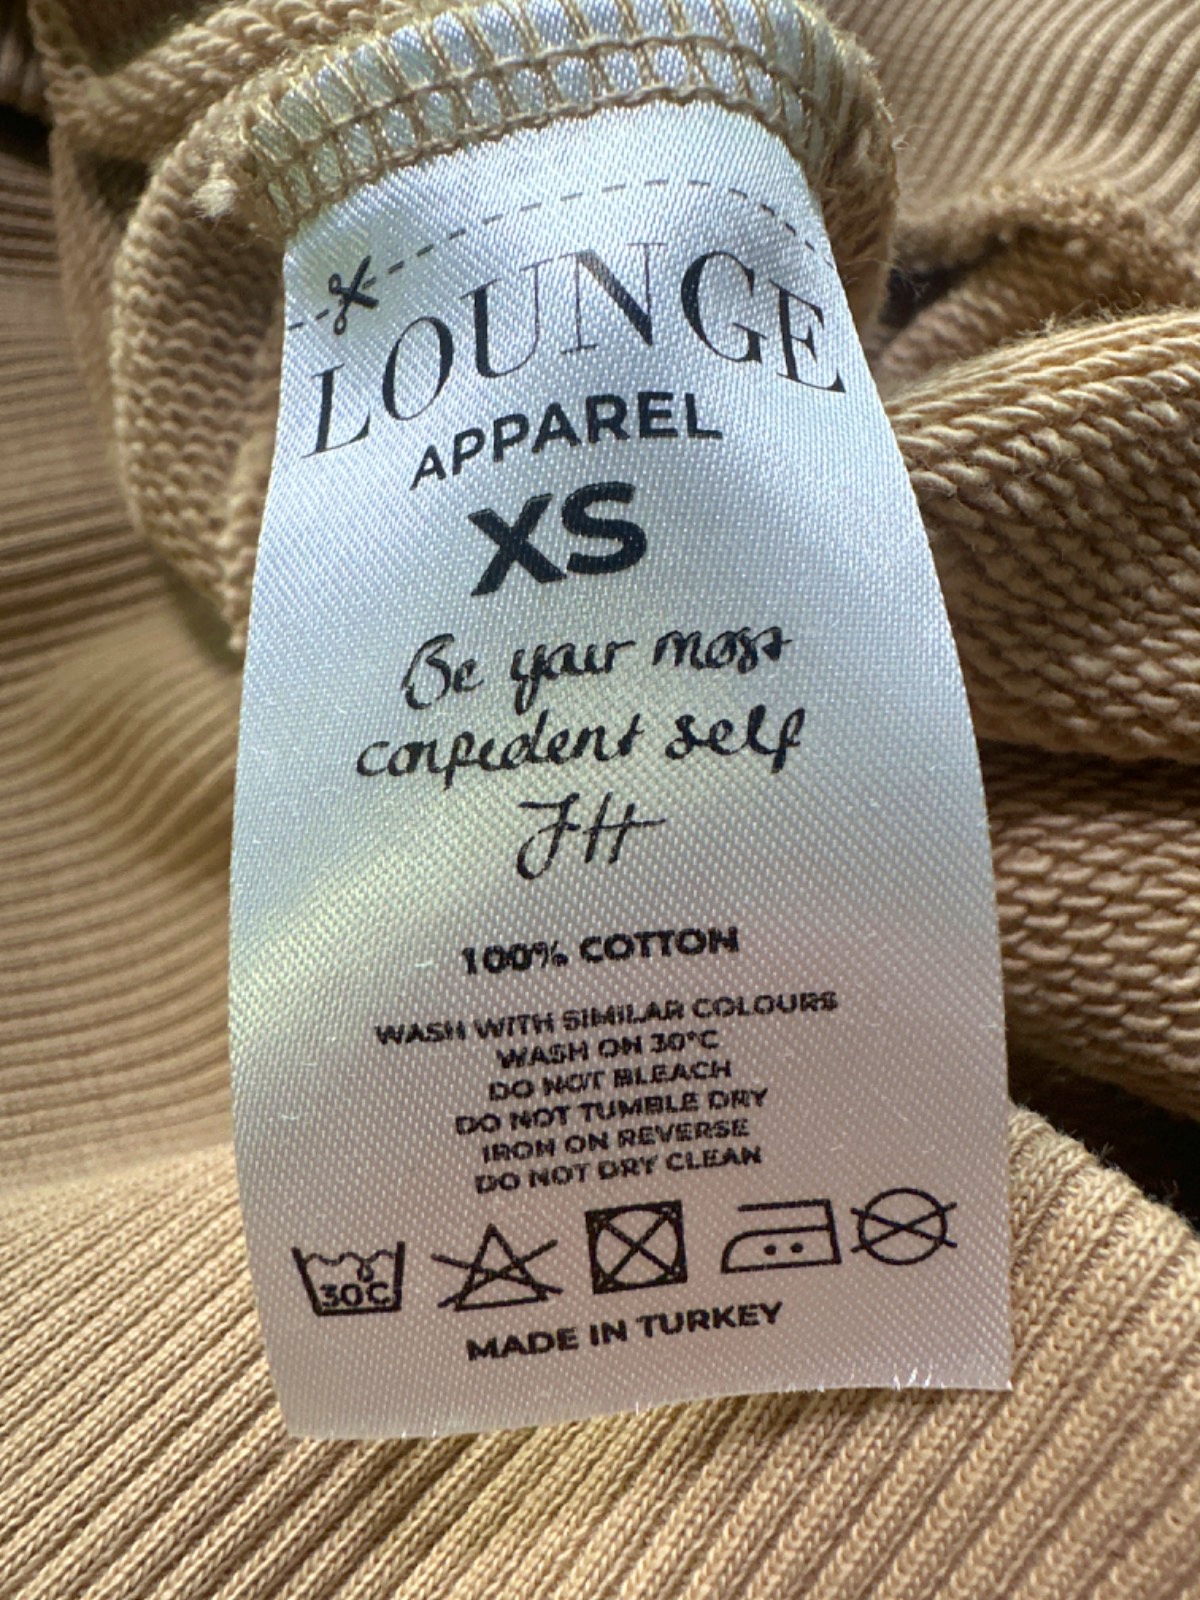 LOUNGE
APPAREL
XS
Be your most
confident self
JH
100% COTTON
WASH WITH SIMILAR COLOURS
WASH ON 30°C
DO NOT BLEACH
DO NOT TUMBLE DRY
IRON ON REVERSE
DO NOT DRY CLEAN
30C
MADE IN TURKEY